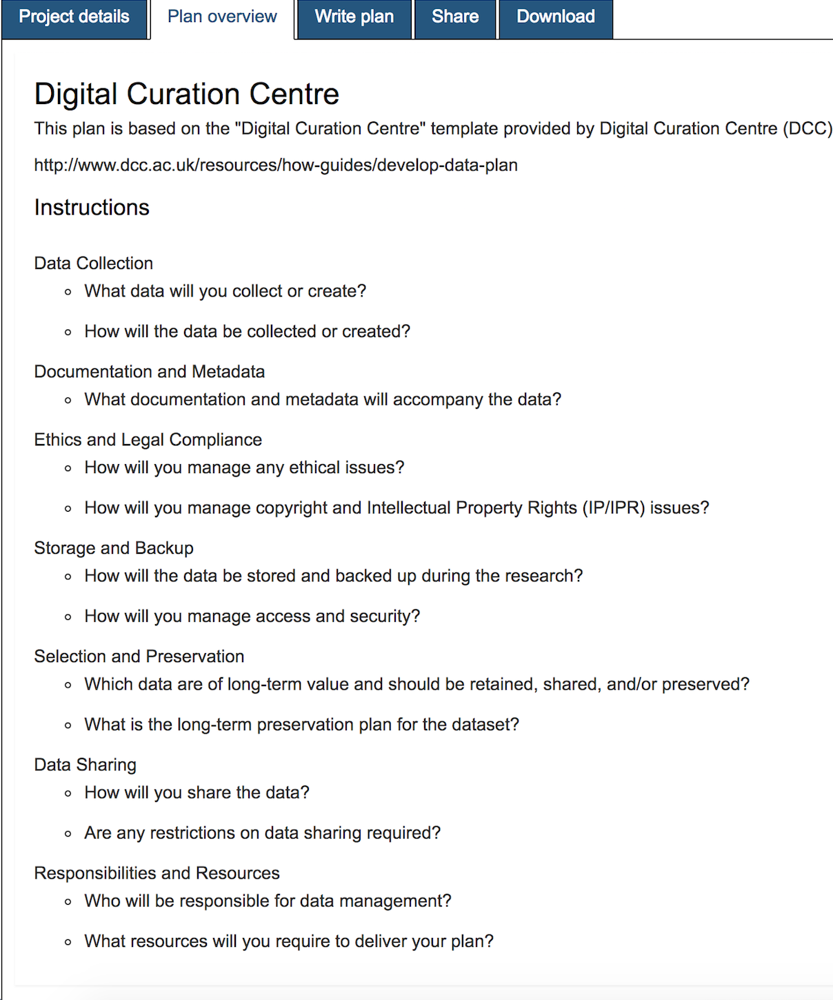 Project details
Plan overview
Write plan
Share
Download
Digital Curation Centre
This plan is based on the "Digital Curation Centre" template provided by Digital Curation Centre (DCC)
http://www.dcc.ac.uk/resources/how-guides/develop-data-plan
Instructions
Data Collection
What data will you collect or create?
How will the data be collected or created?
Documentation and Metadata
What documentation and metadata will accompany the data?
Ethics and Legal Compliance
How will you manage any ethical issues?
How will you manage copyright and Intellectual Property Rights (IP/IPR) issues?
Storage and Backup
How will the data be stored and backed up during the research?
How will you manage access and security?
Selection and Preservation
Which data are of long-term value and should be retained, shared, and/or preserved?
What is the long-term preservation plan for the dataset?
Data Sharing
How will you share the data?
Are any restrictions on data sharing required?
Responsibilities and Resources
Who will be responsible for data management?
What resources will you require to deliver your plan?